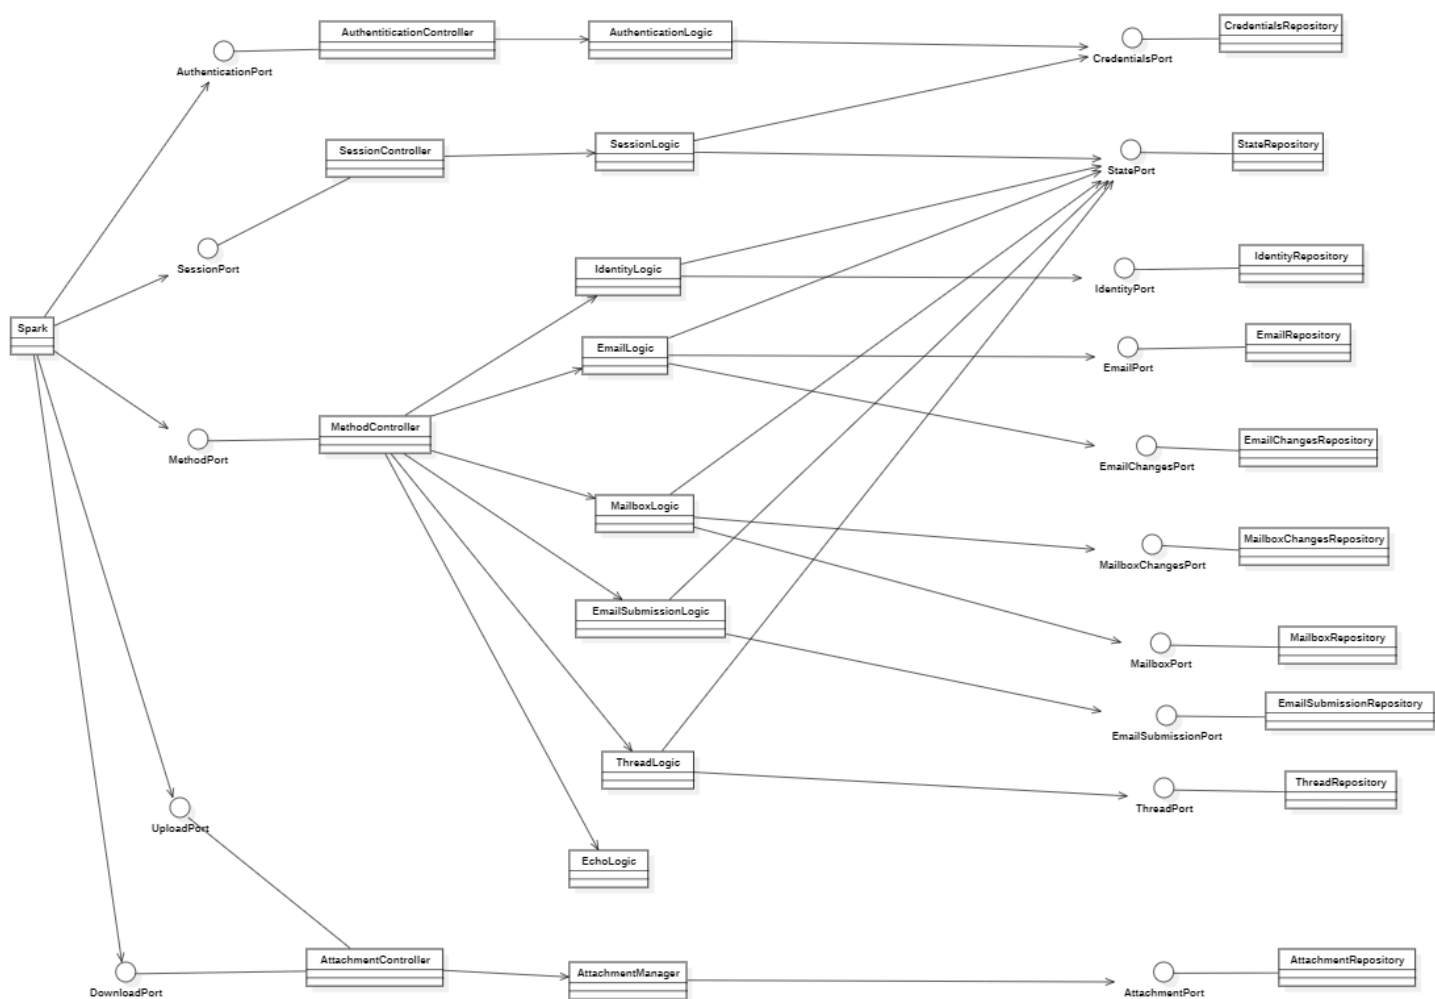 AuthentiticationController
AuthenticationLogic
CredentialsRepository
AuthenticationPort
CredentialsPort
SessionController
SessionLogic
StateRepository
StatePort
SessionPort
IdentityLogic
IdentityRepository
IdentityPort
Spark
EmailLogic
EmailRepository
EmailPort
MethodController
EmailChangesRepository
MethodPort
EmailChangesPort
MailboxLogic
MailboxChangesRepository
MailboxChangesPort
EmailSubmissionLogic
MailboxRepository
MailboxPort
EmailSubmissionRepository
EmailSubmissionPort
ThreadLogic
ThreadRepository
ThreadPort
UploadPort
EchoLogic
AttachmentController
AttachmentManager
AttachmentRepository
DownloadPort
AttachmentPort